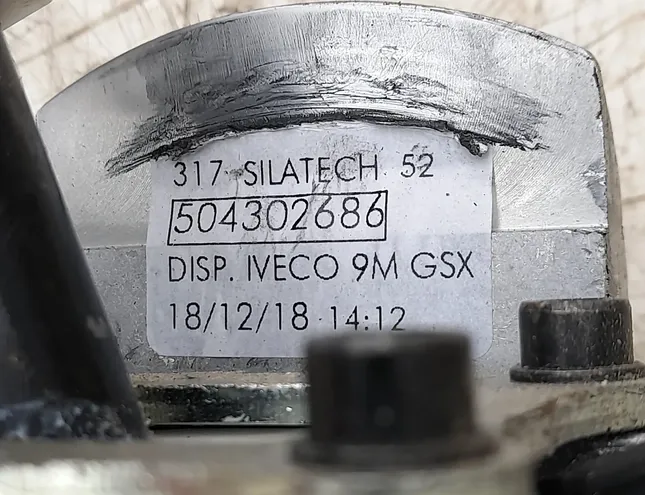 317 SILATECH 52
504302686
DISP. IVECO 9M GSX
18/12/18 14:12